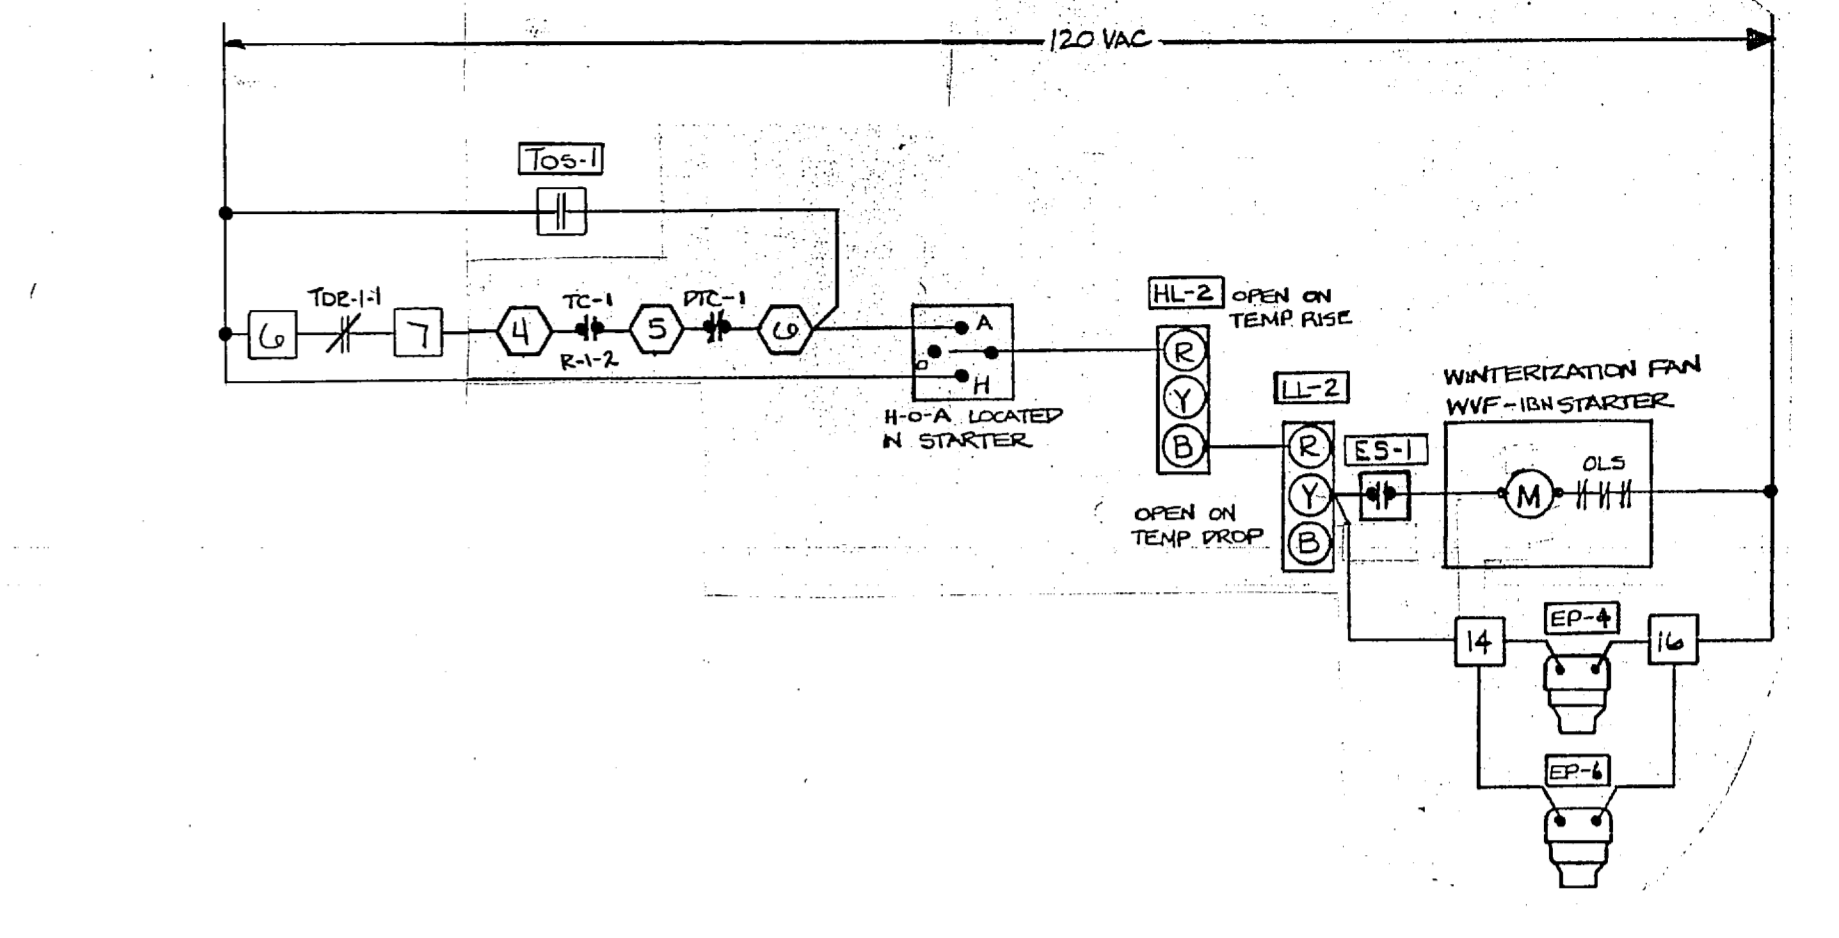 120 VAC
TOS-1
TDR-1-1
TC-1
DTC-1
6
7
4
5
6
R-1-2
A
O
H
H-O-A LOCATED
IN STARTER
HL-2
OPEN ON
TEMP. RISE
R
Y
B
LL-2
OPEN ON
TEMP DROP
R
Y
B
ES-1
WINTERIZATION FAN
WVF-1BN STARTER
M
OLS
14
EP-4
16
EP-6